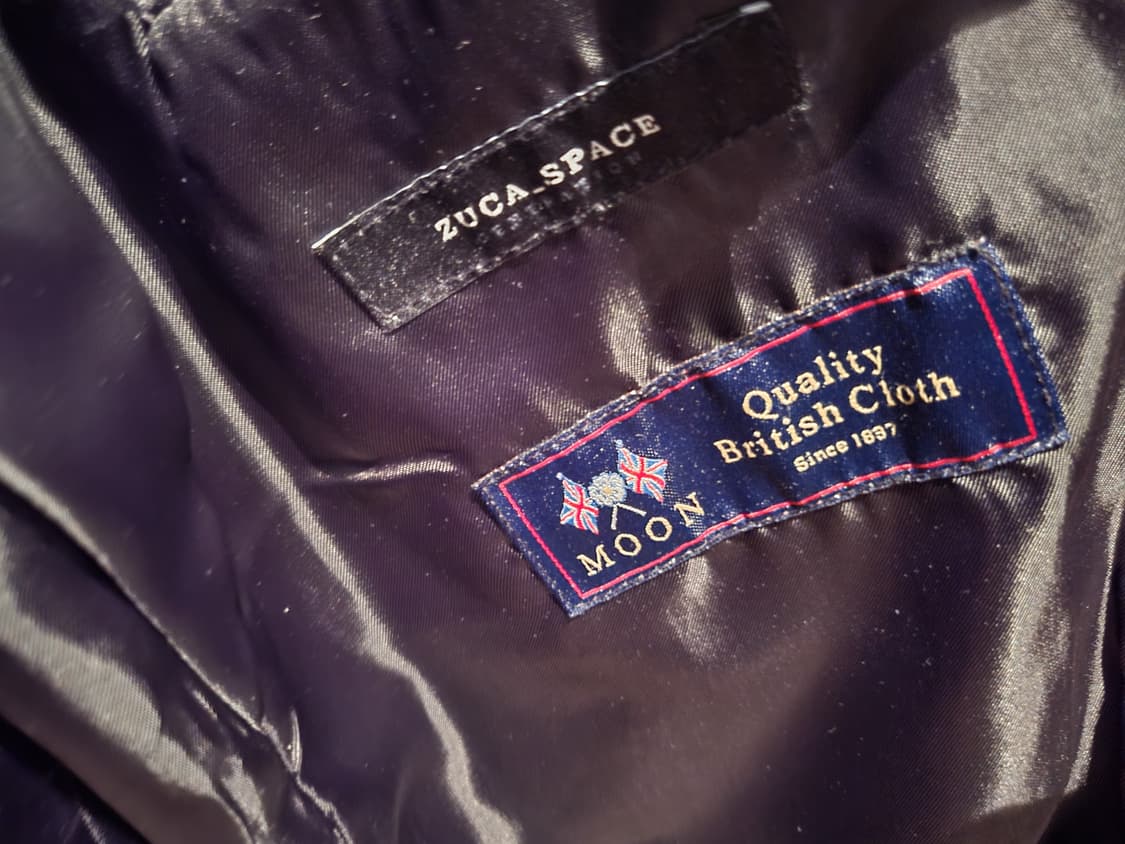 ZUCA_SPACE
Quality
British Cloth
Since 1837
MOON